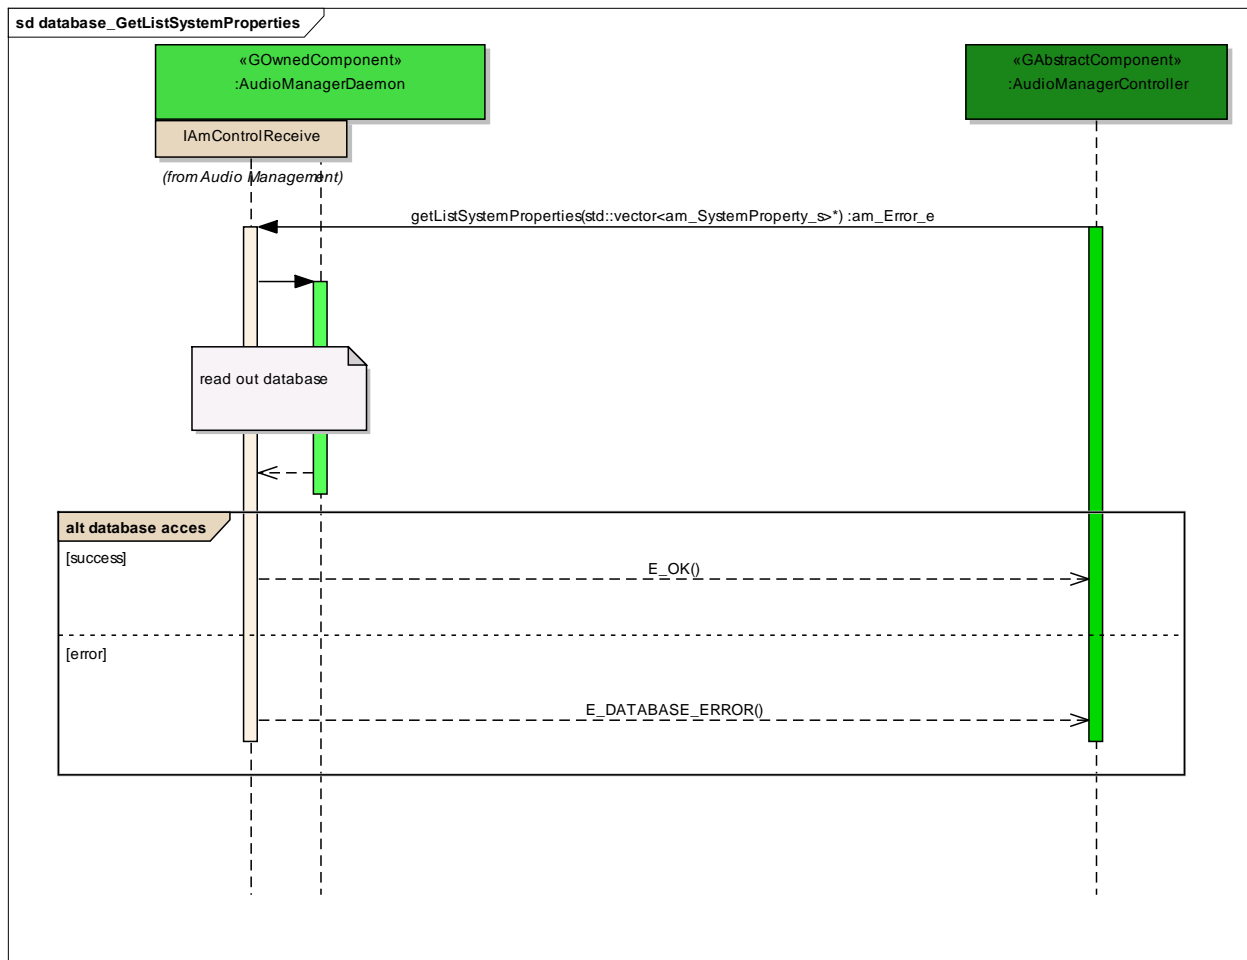 sd database_GetListSystemProperties
«GOwnedComponent»
:AudioManagerDaemon
«GAbstractComponent»
:AudioManagerController
IAmControlReceive
(from Audio Management)
getListSystemProperties(std::vector<am_SystemProperty_s>*) :am_Error_e
read out database
alt database acces
[success]
E_OK()
[error]
E_DATABASE_ERROR()